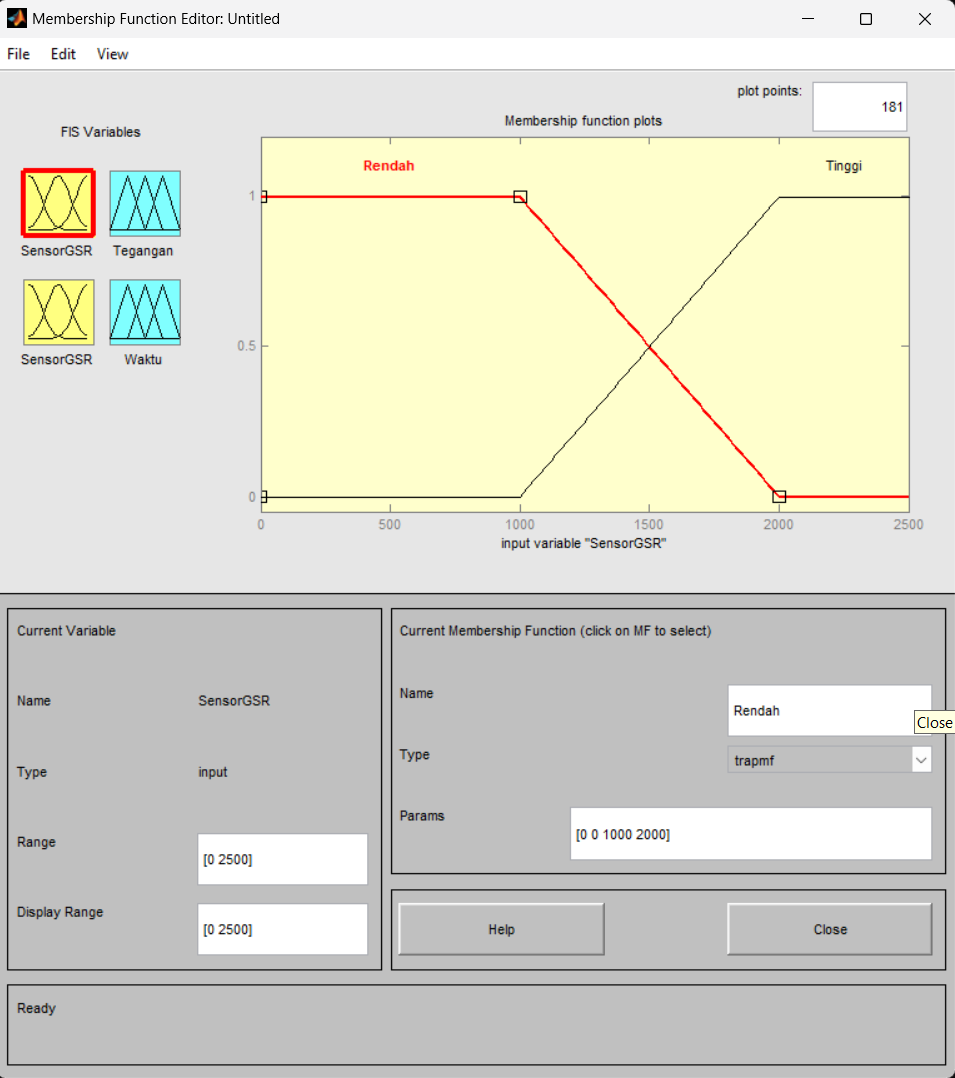 Membership Function Editor: Untitled
File Edit View
plot points: 181
FIS Variables
Membership function plots
SensorGSR Tegangan
SensorGSR Waktu
Rendah Tinggi
1
0.5
0
0 500 1000 1500 2000 2500
input variable "SensorGSR"
Current Variable
Name SensorGSR
Type input
Range [0 2500]
Display Range [0 2500]
Current Membership Function (click on MF to select)
Name Rendah
Close
Type trapmf
Params [0 0 1000 2000]
Help Close
Ready